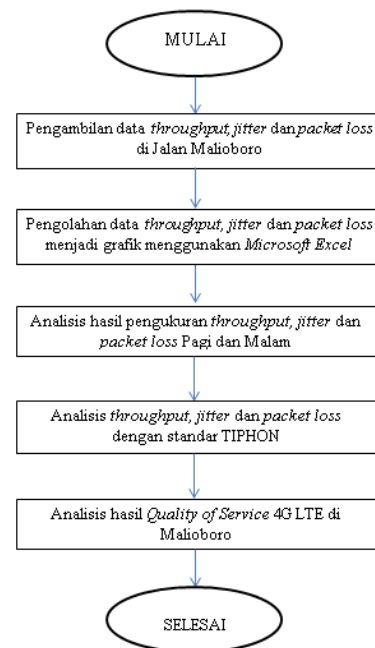 MULAI
Pengambilan data throughput, jitter dan packet loss
di Jalan Malioboro
Pengolahan data throughput, jitter dan packet loss
menjadi grafik menggunakan Microsoft Excel
Analisis hasil pengukuran throughput, jitter dan
packet loss Pagi dan Malam
Analisis throughput, jitter dan packet loss
dengan standar TIPHON
Analisis hasil Quality of Service 4G LTE di
Malioboro
SELESAI